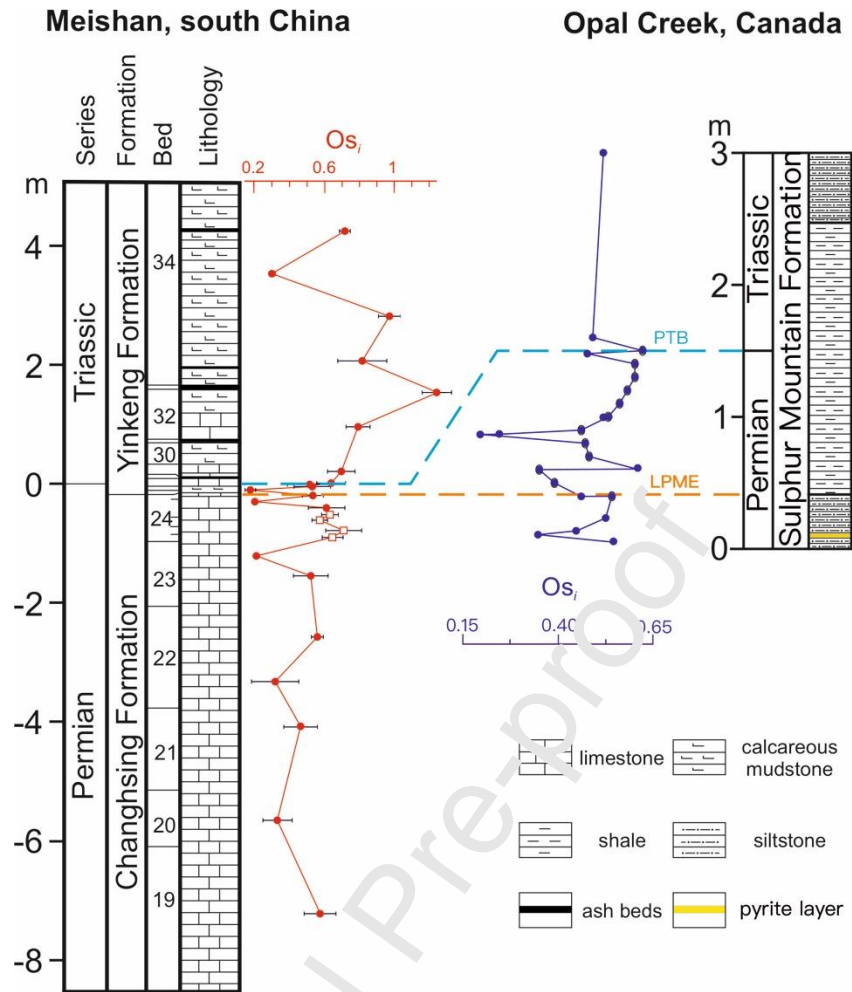 Meishan, south China
Opal Creek, Canada
Series
Formation
Bed
Lithology
Os𝑖
0.2 0.6 1
m
4
2
0
-2
-4
-6
-8
Triassic
Permian
Yinkeng Formation
Changhsing Formation
34
32
30
24
23
22
21
20
19
PTB
LPME
m
3
2
1
0
Triassic
Permian
Sulphur Mountain Formation
Os𝑖
0.15 0.40 0.65
limestone
calcareous
mudstone
shale
siltstone
ash beds
pyrite layer
Pre-proof